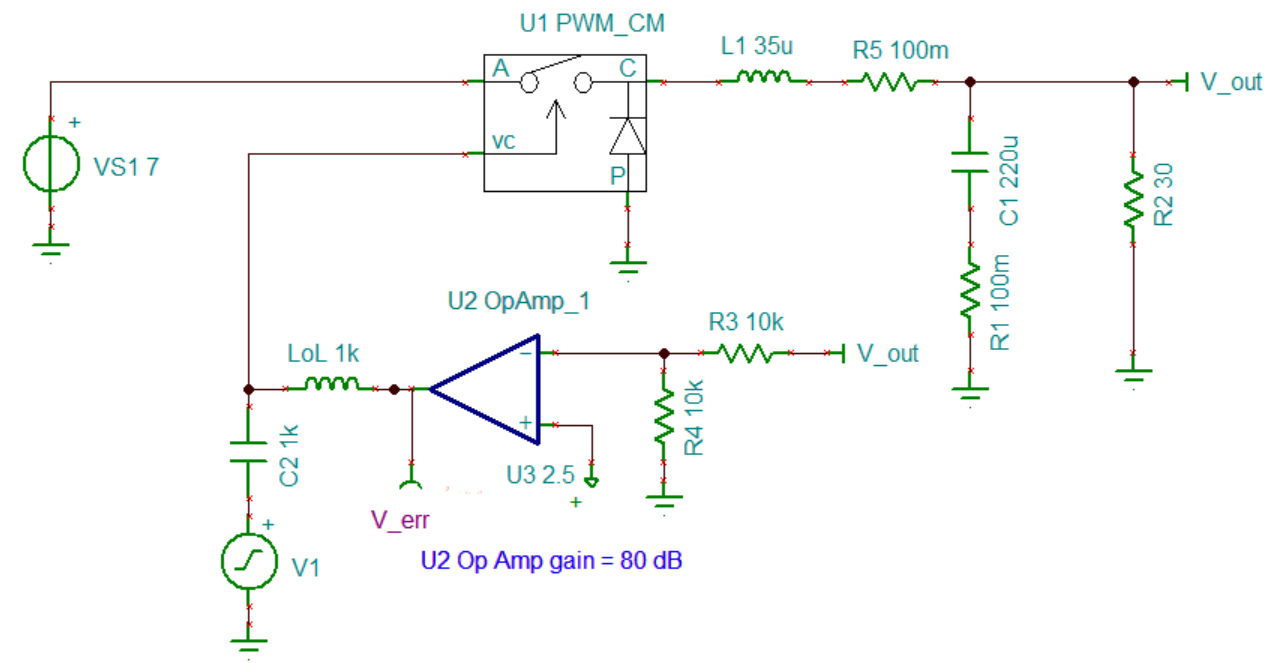 U1 PWM_CM
L1 35u
R5 100m
A
C
V_out
+
vc
VS1 7
P
C1 220u
R2 30
R1 100m
U2 OpAmp_1
R3 10k
LoL 1k
−
V_out
R4 10k
+
C2 1k
U3 2.5
+
V_err
+
V1
U2 Op Amp gain = 80 dB